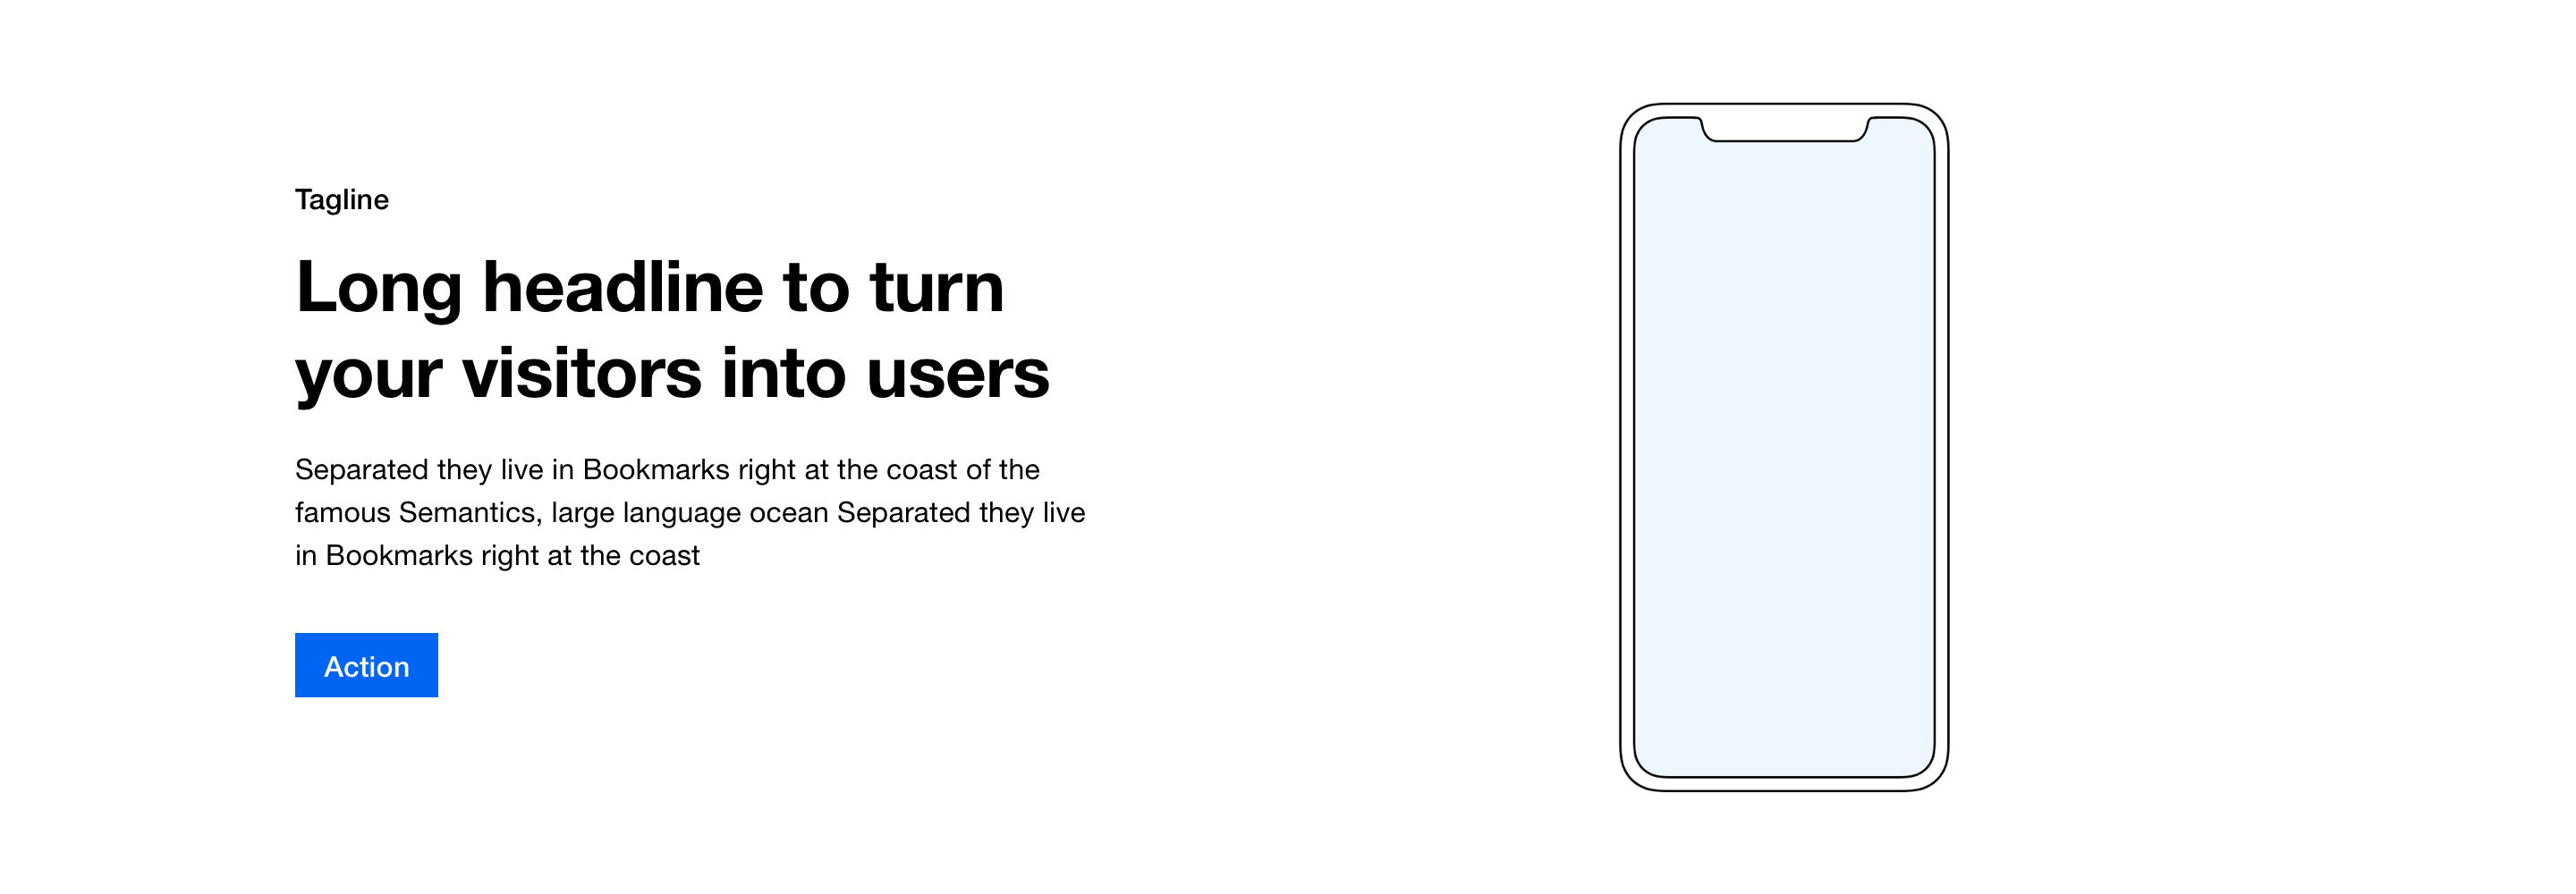 Tagline
Long headline to turn
your visitors into users
Separated they live in Bookmarks right at the coast of the
famous Semantics, large language ocean Separated they live
in Bookmarks right at the coast
Action